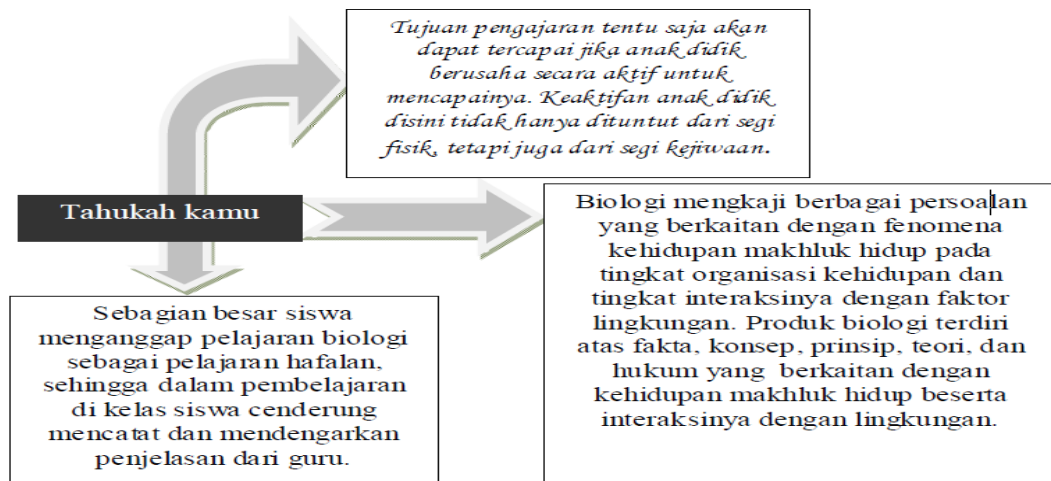 Tujuan pengajaran tentu saja akan
dapat tercapai jika anak didik
berusaha secara aktif untuk
mencapainya. Keaktifan anak didik
disini tidak hanya dituntut dari segi
fisik, tetapi juga dari segi kejiwaan.
Tahukah kamu
Biologi mengkaji berbagai persoalan
yang berkaitan dengan fenomena
kehidupan makhluk hidup pada
tingkat organisasi kehidupan dan
tingkat interaksinya dengan faktor
lingkungan. Produk biologi terdiri
atas fakta, konsep, prinsip, teori, dan
hukum yang berkaitan dengan
kehidupan makhluk hidup beserta
interaksinya dengan lingkungan.
Sebagian besar siswa
menganggap pelajaran biologi
sebagai pelajaran hafalan,
sehingga dalam pembelajaran
di kelas siswa cenderung
mencatat dan mendengarkan
penjelasan dari guru.